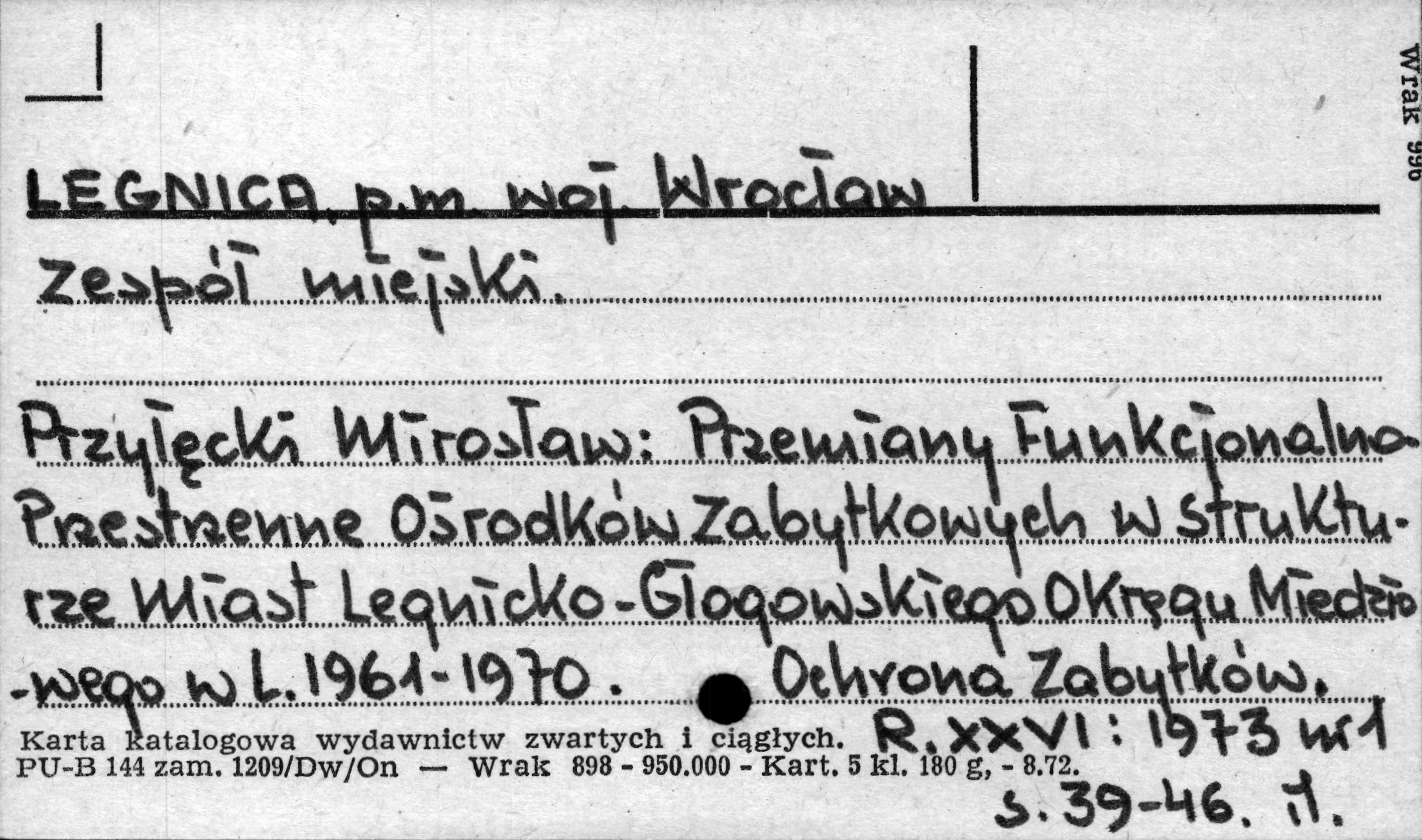 Wrak 996
LEGNICA, p.m. woj. Wrocław
Zespół miejski.
Przyłęcki Mirosław: Przemiany Funkcjonalno
Przestrzenne Ośrodków Zabytkowych w struktu-
rze Miast Legnicko-Głogowskiego Okręgu Miedzio
-wego w L. 1961-1970. Ochrona Zabytków.
R. XXVI: 1973 nr 1
s. 39-46. il.
Karta katalogowa wydawnictw zwartych i ciągłych.
PU-B 144 zam. 1209/Dw/On — Wrak 898 - 950.000 - Kart. 5 kl. 180 g, - 8.72.